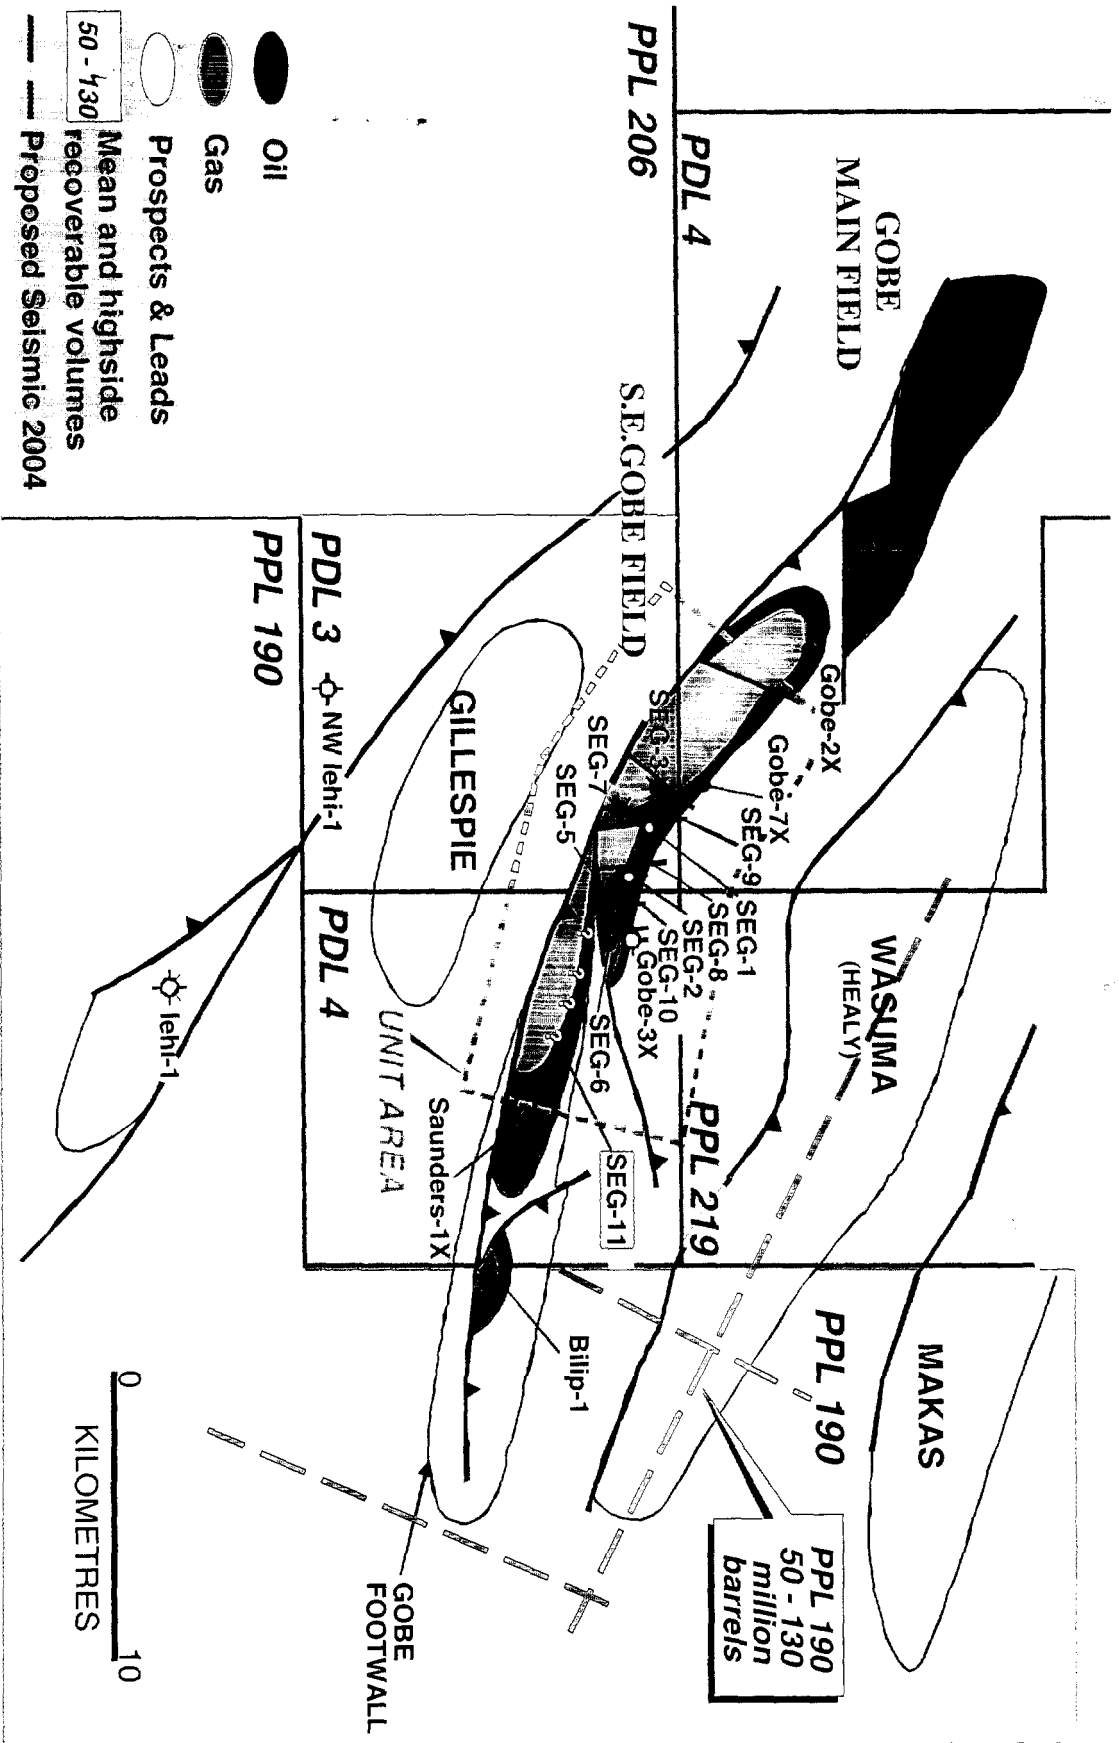 GOBE
MAIN FIELD
PDL 4
PPL 206
S.E.GOBE FIELD
Gobe-2X
Gobe-7X
SEG-9
SEG-1
SEG-8
SEG-2
SEG-10
Gobe-3X
SEG-3
SEG-7
SEG-5
SEG-6
SEG-11
WASUMA
(HEALY)
MAKAS
PPL 219
PPL 190
PPL 190
50 - 130
million
barrels
GILLESPIE
PDL 3
NW Iehi-1
PPL 190
PDL 4
UNIT AREA
Saunders-1X
Bilip-1
Iehi-1
GOBE
FOOTWALL
Oil
Gas
Prospects & Leads
50 - 130
Mean and highside
recoverable volumes
Proposed Seismic 2004
0 10
KILOMETRES